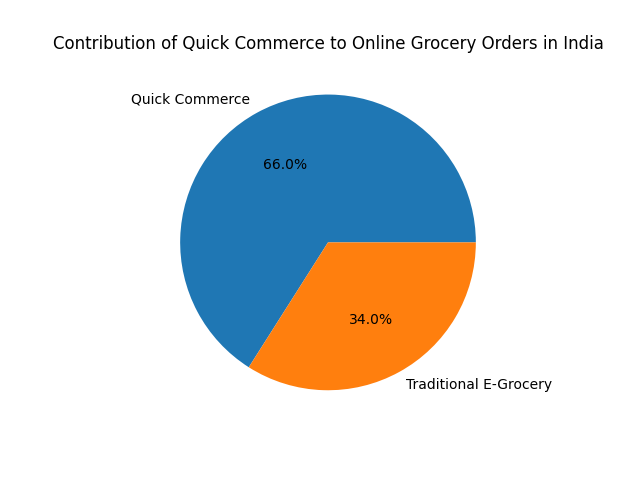 Contribution of Quick Commerce to Online Grocery Orders in India
Quick Commerce
66.0%
34.0%
Traditional E-Grocery